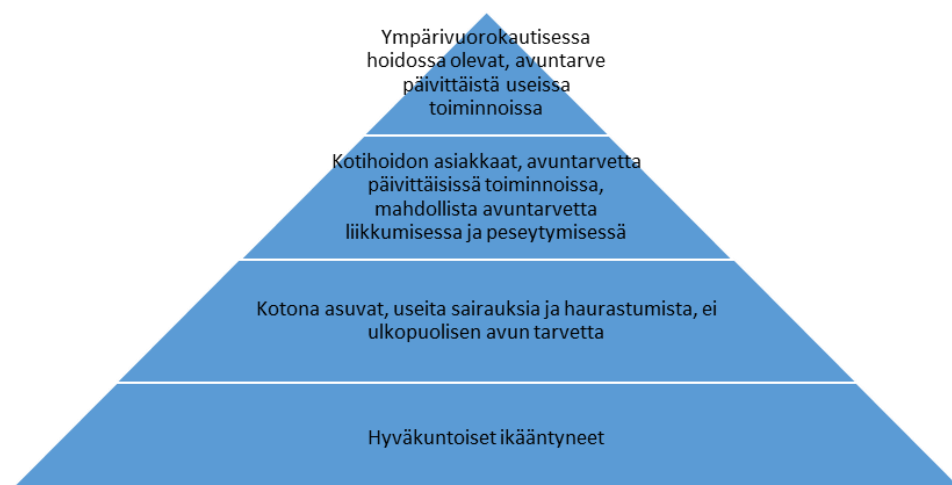 Ympärivuorokautisessa
hoidossa olevat, avuntarve
päivittäistä useissa
toiminnoissa
Kotihoidon asiakkaat, avuntarvetta
päivittäisissä toiminnoissa,
mahdollista avuntarvetta
liikkumisessa ja peseytymisessä
Kotona asuvat, useita sairauksia ja haurastumista, ei
ulkopuolisen avun tarvetta
Hyväkuntoiset ikääntyneet